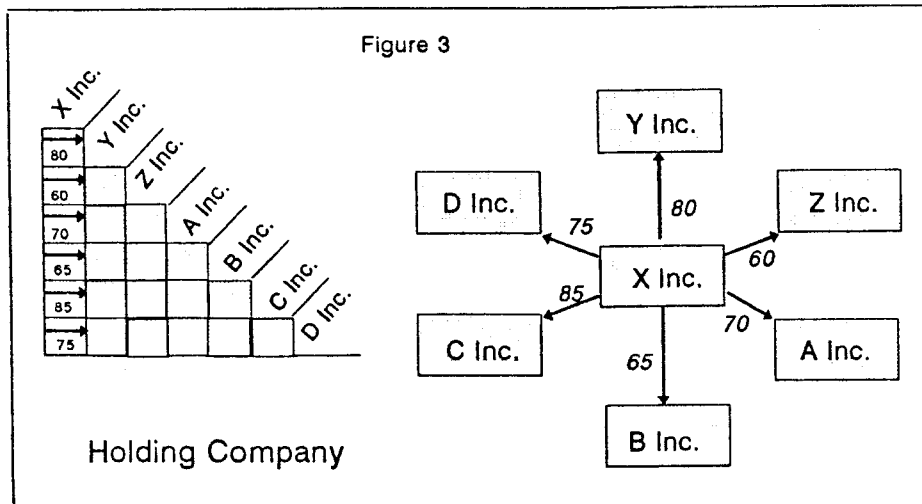 Figure 3
X Inc.
Y Inc.
Z Inc.
A Inc.
B Inc.
C Inc.
D Inc.
80
60
70
65
85
75
Holding Company
Y Inc.
D Inc.
75
80
Z Inc.
60
X Inc.
85
70
C Inc.
65
A Inc.
B Inc.